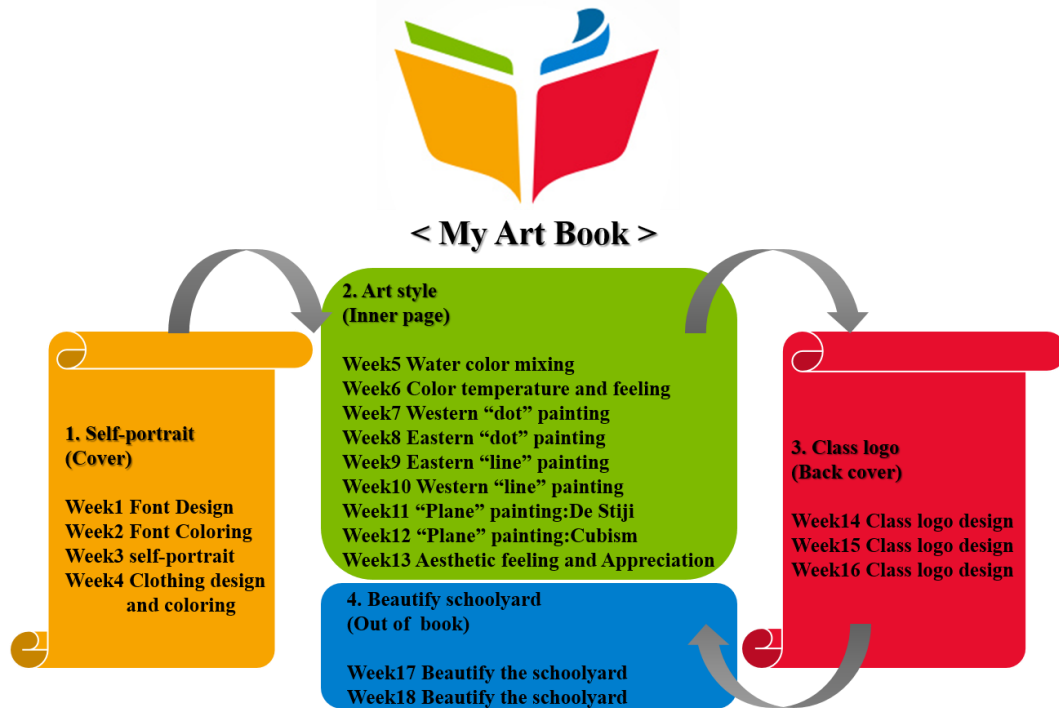 < My Art Book >
1. Self-portrait
(Cover)
Week1 Font Design
Week2 Font Coloring
Week3 self-portrait
Week4 Clothing design
and coloring
2. Art style
(Inner page)
Week5 Water color mixing
Week6 Color temperature and feeling
Week7 Western “dot” painting
Week8 Eastern “dot” painting
Week9 Eastern “line” painting
Week10 Western “line” painting
Week11 “Plane” painting:De Stiji
Week12 “Plane” painting:Cubism
Week13 Aesthetic feeling and Appreciation
3. Class logo
(Back cover)
Week14 Class logo design
Week15 Class logo design
Week16 Class logo design
4. Beautify schoolyard
(Out of book)
Week17 Beautify the schoolyard
Week18 Beautify the schoolyard